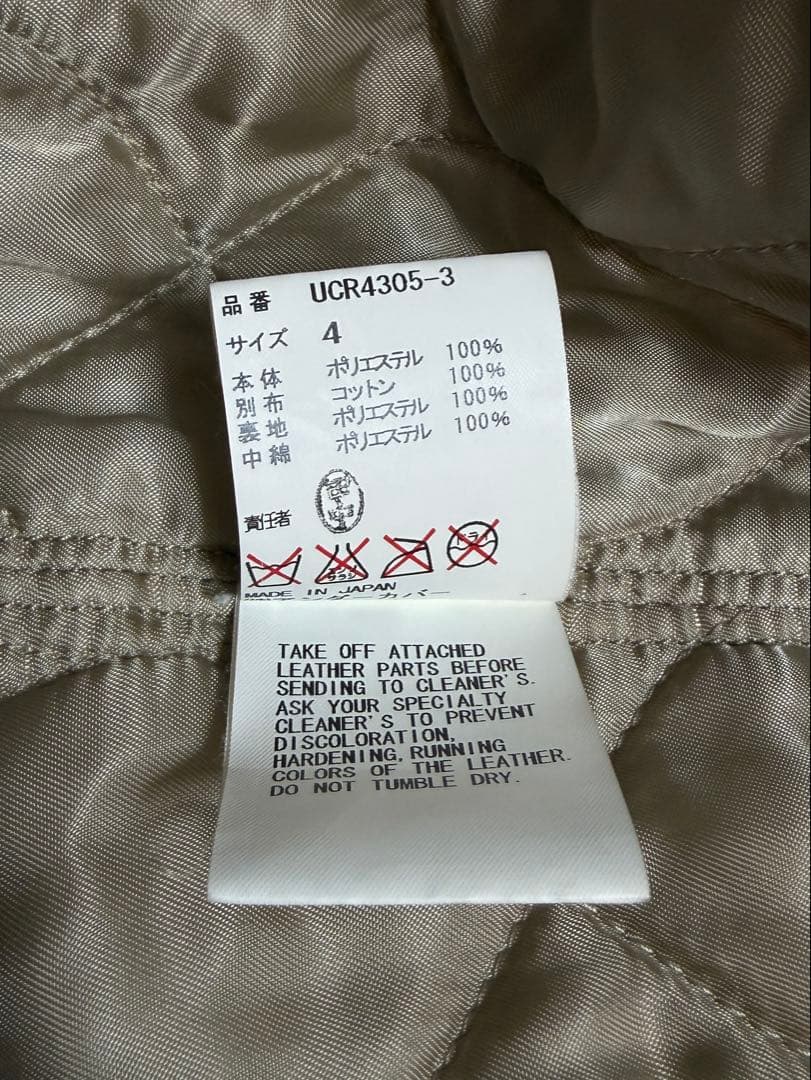 品番 UCR4305-3
サイズ 4
本体 ポリエステル 100%
別布 コットン 100%
裏地 ポリエステル 100%
中綿 ポリエステル 100%
責任者
ドライ
MADE IN JAPAN
TAKE OFF ATTACHED
LEATHER PARTS BEFORE
SENDING TO CLEANER'S.
ASK YOUR SPECIALTY
CLEANER'S TO PREVENT
DISCOLORATION,
HARDENING, RUNNING
COLORS OF THE LEATHER.
DO NOT TUMBLE DRY.